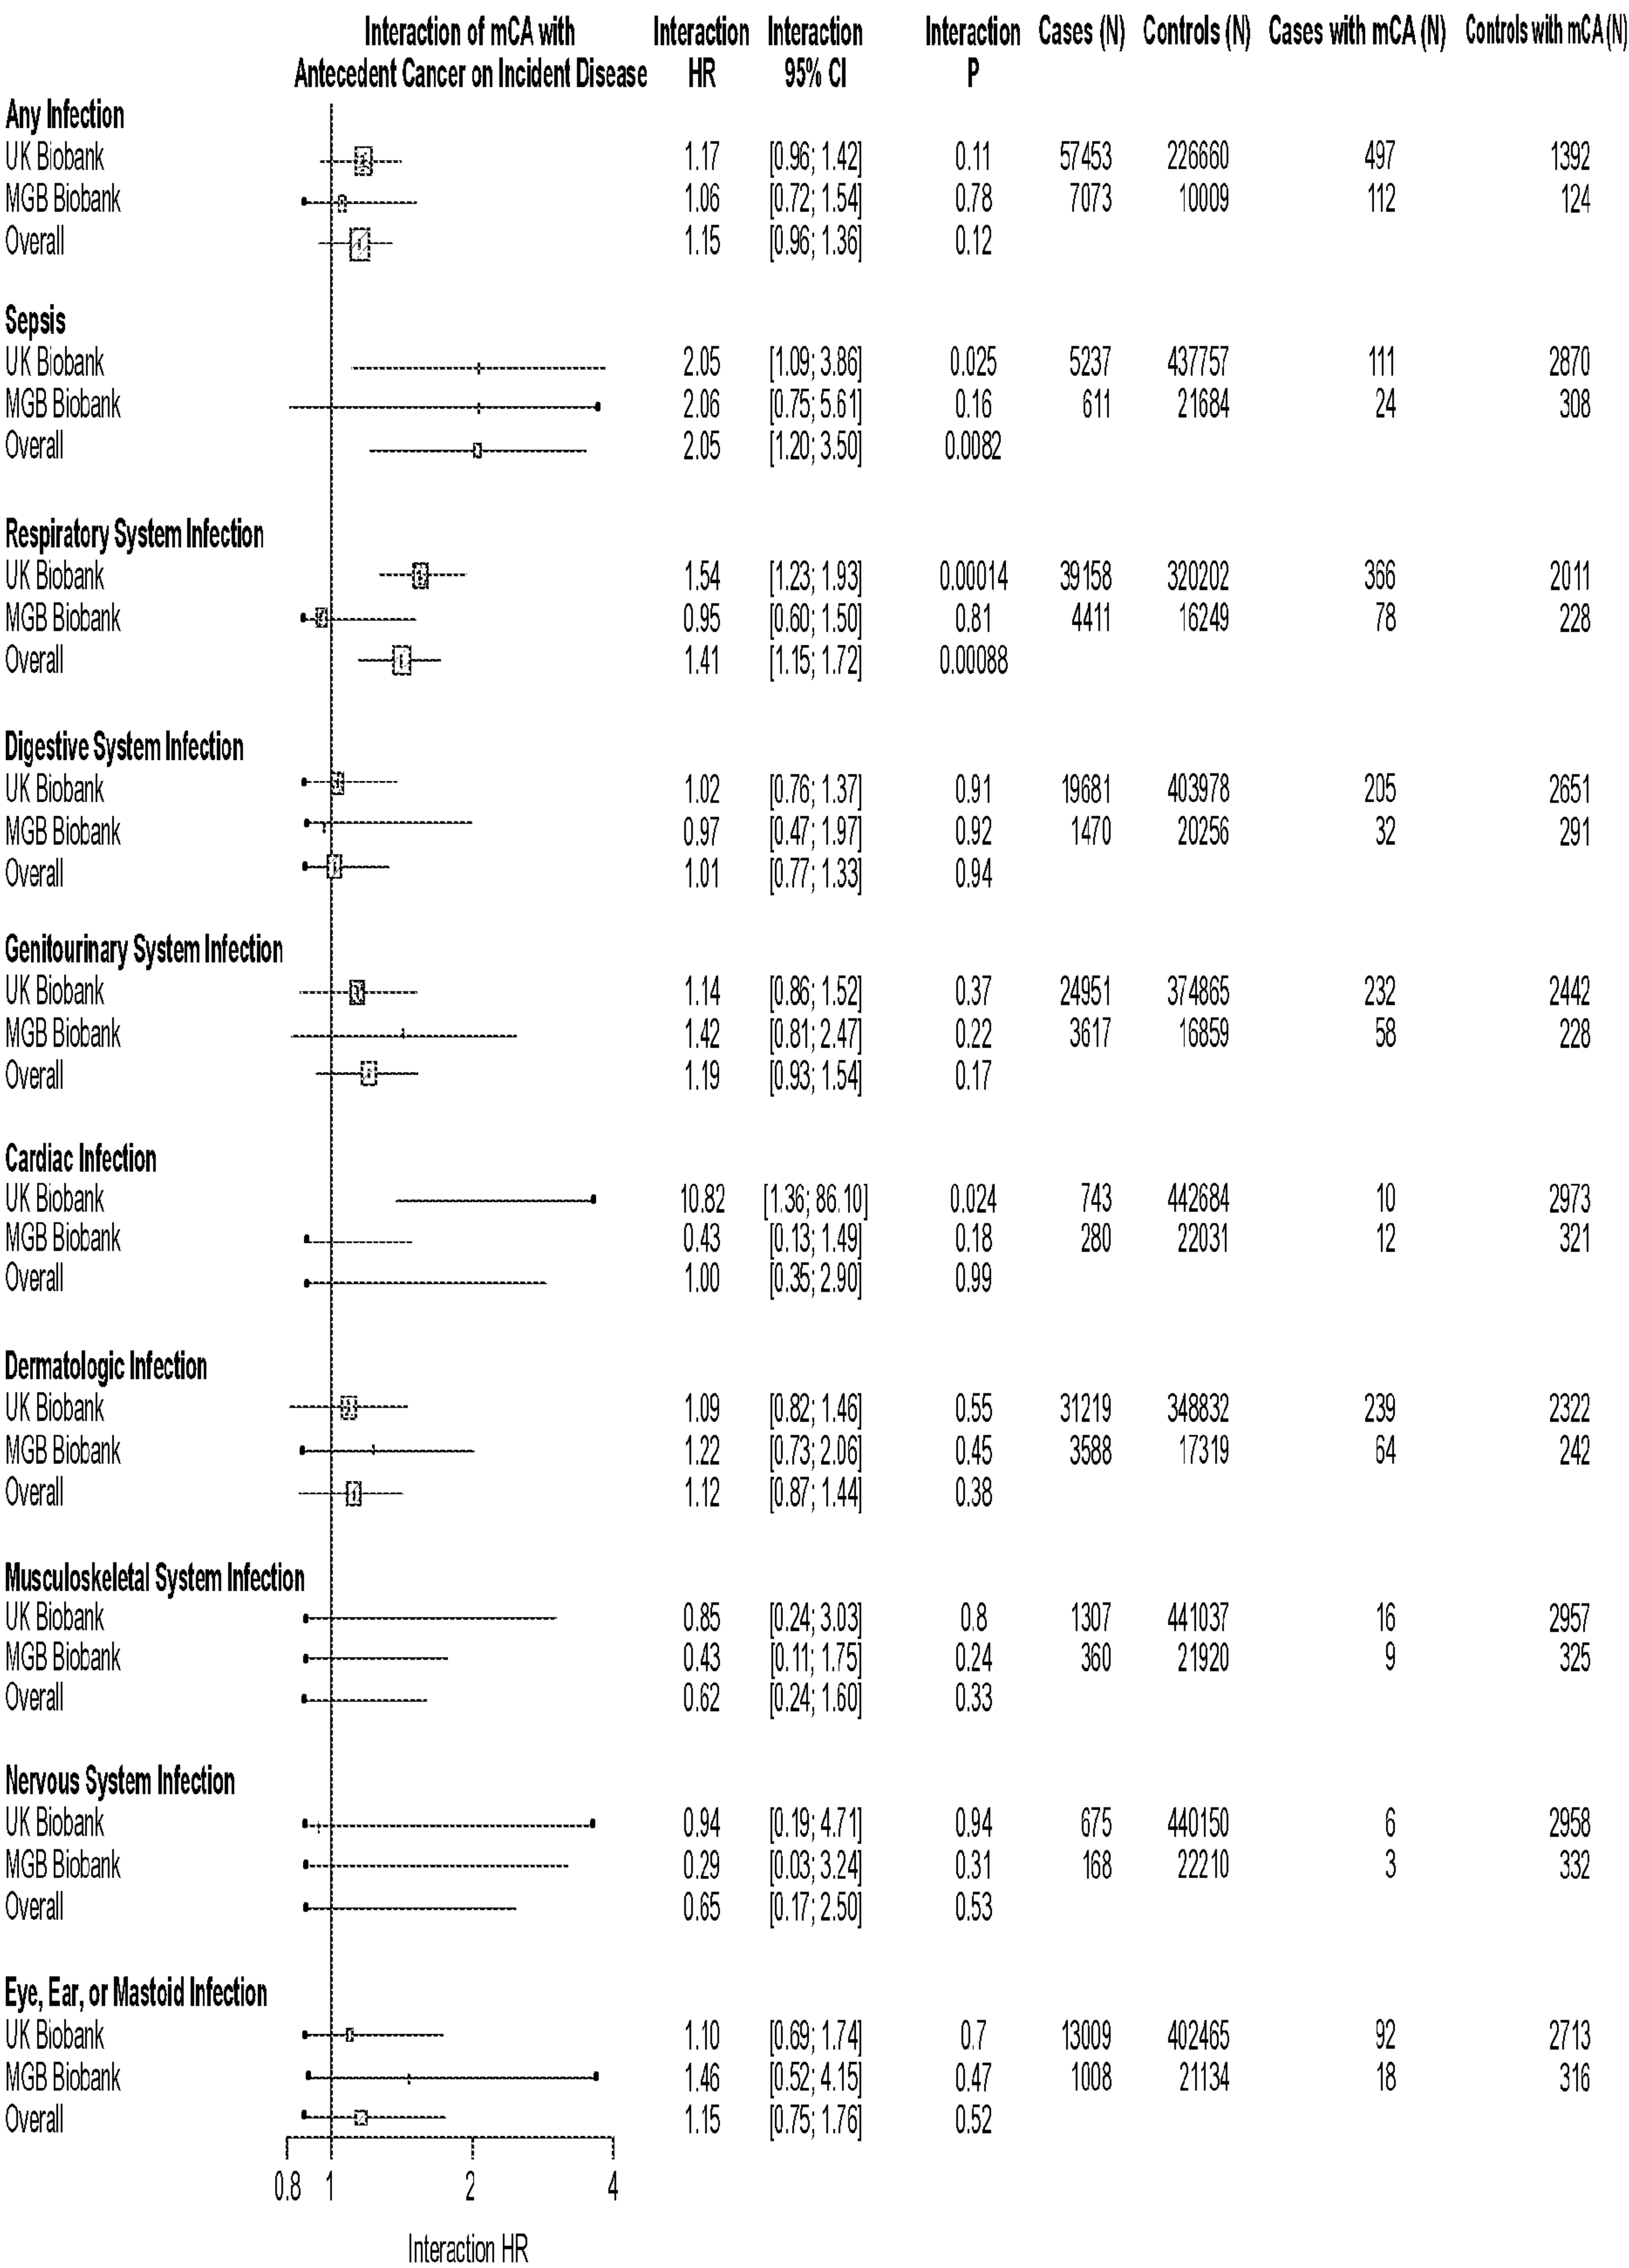 Interaction of mCA with Interaction Interaction Interaction Cases (N) Controls (N) Cases with mCA (N) Controls with mCA (N)
Antecedent Cancer on Incident Disease HR 95% CI P
Any Infection
UK Biobank 1.17 [0.96; 1.42] 0.11 57453 226660 497 1392
MGB Biobank 1.06 [0.72; 1.54] 0.78 7073 10009 112 124
Overall 1.15 [0.96; 1.36] 0.12
Sepsis
UK Biobank 2.05 [1.09; 3.86] 0.025 5237 437757 111 2870
MGB Biobank 2.06 [0.75; 5.61] 0.16 611 21684 24 308
Overall 2.05 [1.20; 3.50] 0.0082
Respiratory System Infection
UK Biobank 1.54 [1.23; 1.93] 0.00014 39158 320202 366 2011
MGB Biobank 0.95 [0.60; 1.50] 0.81 4411 16249 78 228
Overall 1.41 [1.15; 1.72] 0.00088
Digestive System Infection
UK Biobank 1.02 [0.76; 1.37] 0.91 19681 403978 205 2651
MGB Biobank 0.97 [0.47; 1.97] 0.92 1470 20256 32 291
Overall 1.01 [0.77; 1.33] 0.94
Genitourinary System Infection
UK Biobank 1.14 [0.86; 1.52] 0.37 24951 374865 232 2442
MGB Biobank 1.42 [0.81; 2.47] 0.22 3617 16859 58 228
Overall 1.19 [0.93; 1.54] 0.17
Cardiac Infection
UK Biobank 10.82 [1.36; 86.10] 0.024 743 442684 10 2973
MGB Biobank 0.43 [0.13; 1.49] 0.18 280 22031 12 321
Overall 1.00 [0.35; 2.90] 0.99
Dermatologic Infection
UK Biobank 1.09 [0.82; 1.46] 0.55 31219 348832 239 2322
MGB Biobank 1.22 [0.73; 2.06] 0.45 3588 17319 64 242
Overall 1.12 [0.87; 1.44] 0.38
Musculoskeletal System Infection
UK Biobank 0.85 [0.24; 3.03] 0.8 1307 441037 16 2957
MGB Biobank 0.43 [0.11; 1.75] 0.24 360 21920 9 325
Overall 0.62 [0.24; 1.60] 0.33
Nervous System Infection
UK Biobank 0.94 [0.19; 4.71] 0.94 675 440150 6 2958
MGB Biobank 0.29 [0.03; 3.24] 0.31 168 22210 3 332
Overall 0.65 [0.17; 2.50] 0.53
Eye, Ear, or Mastoid Infection
UK Biobank 1.10 [0.69; 1.74] 0.7 13009 402465 92 2713
MGB Biobank 1.46 [0.52; 4.15] 0.47 1008 21134 18 316
Overall 1.15 [0.75; 1.76] 0.52
0.8 1 2 4
Interaction HR